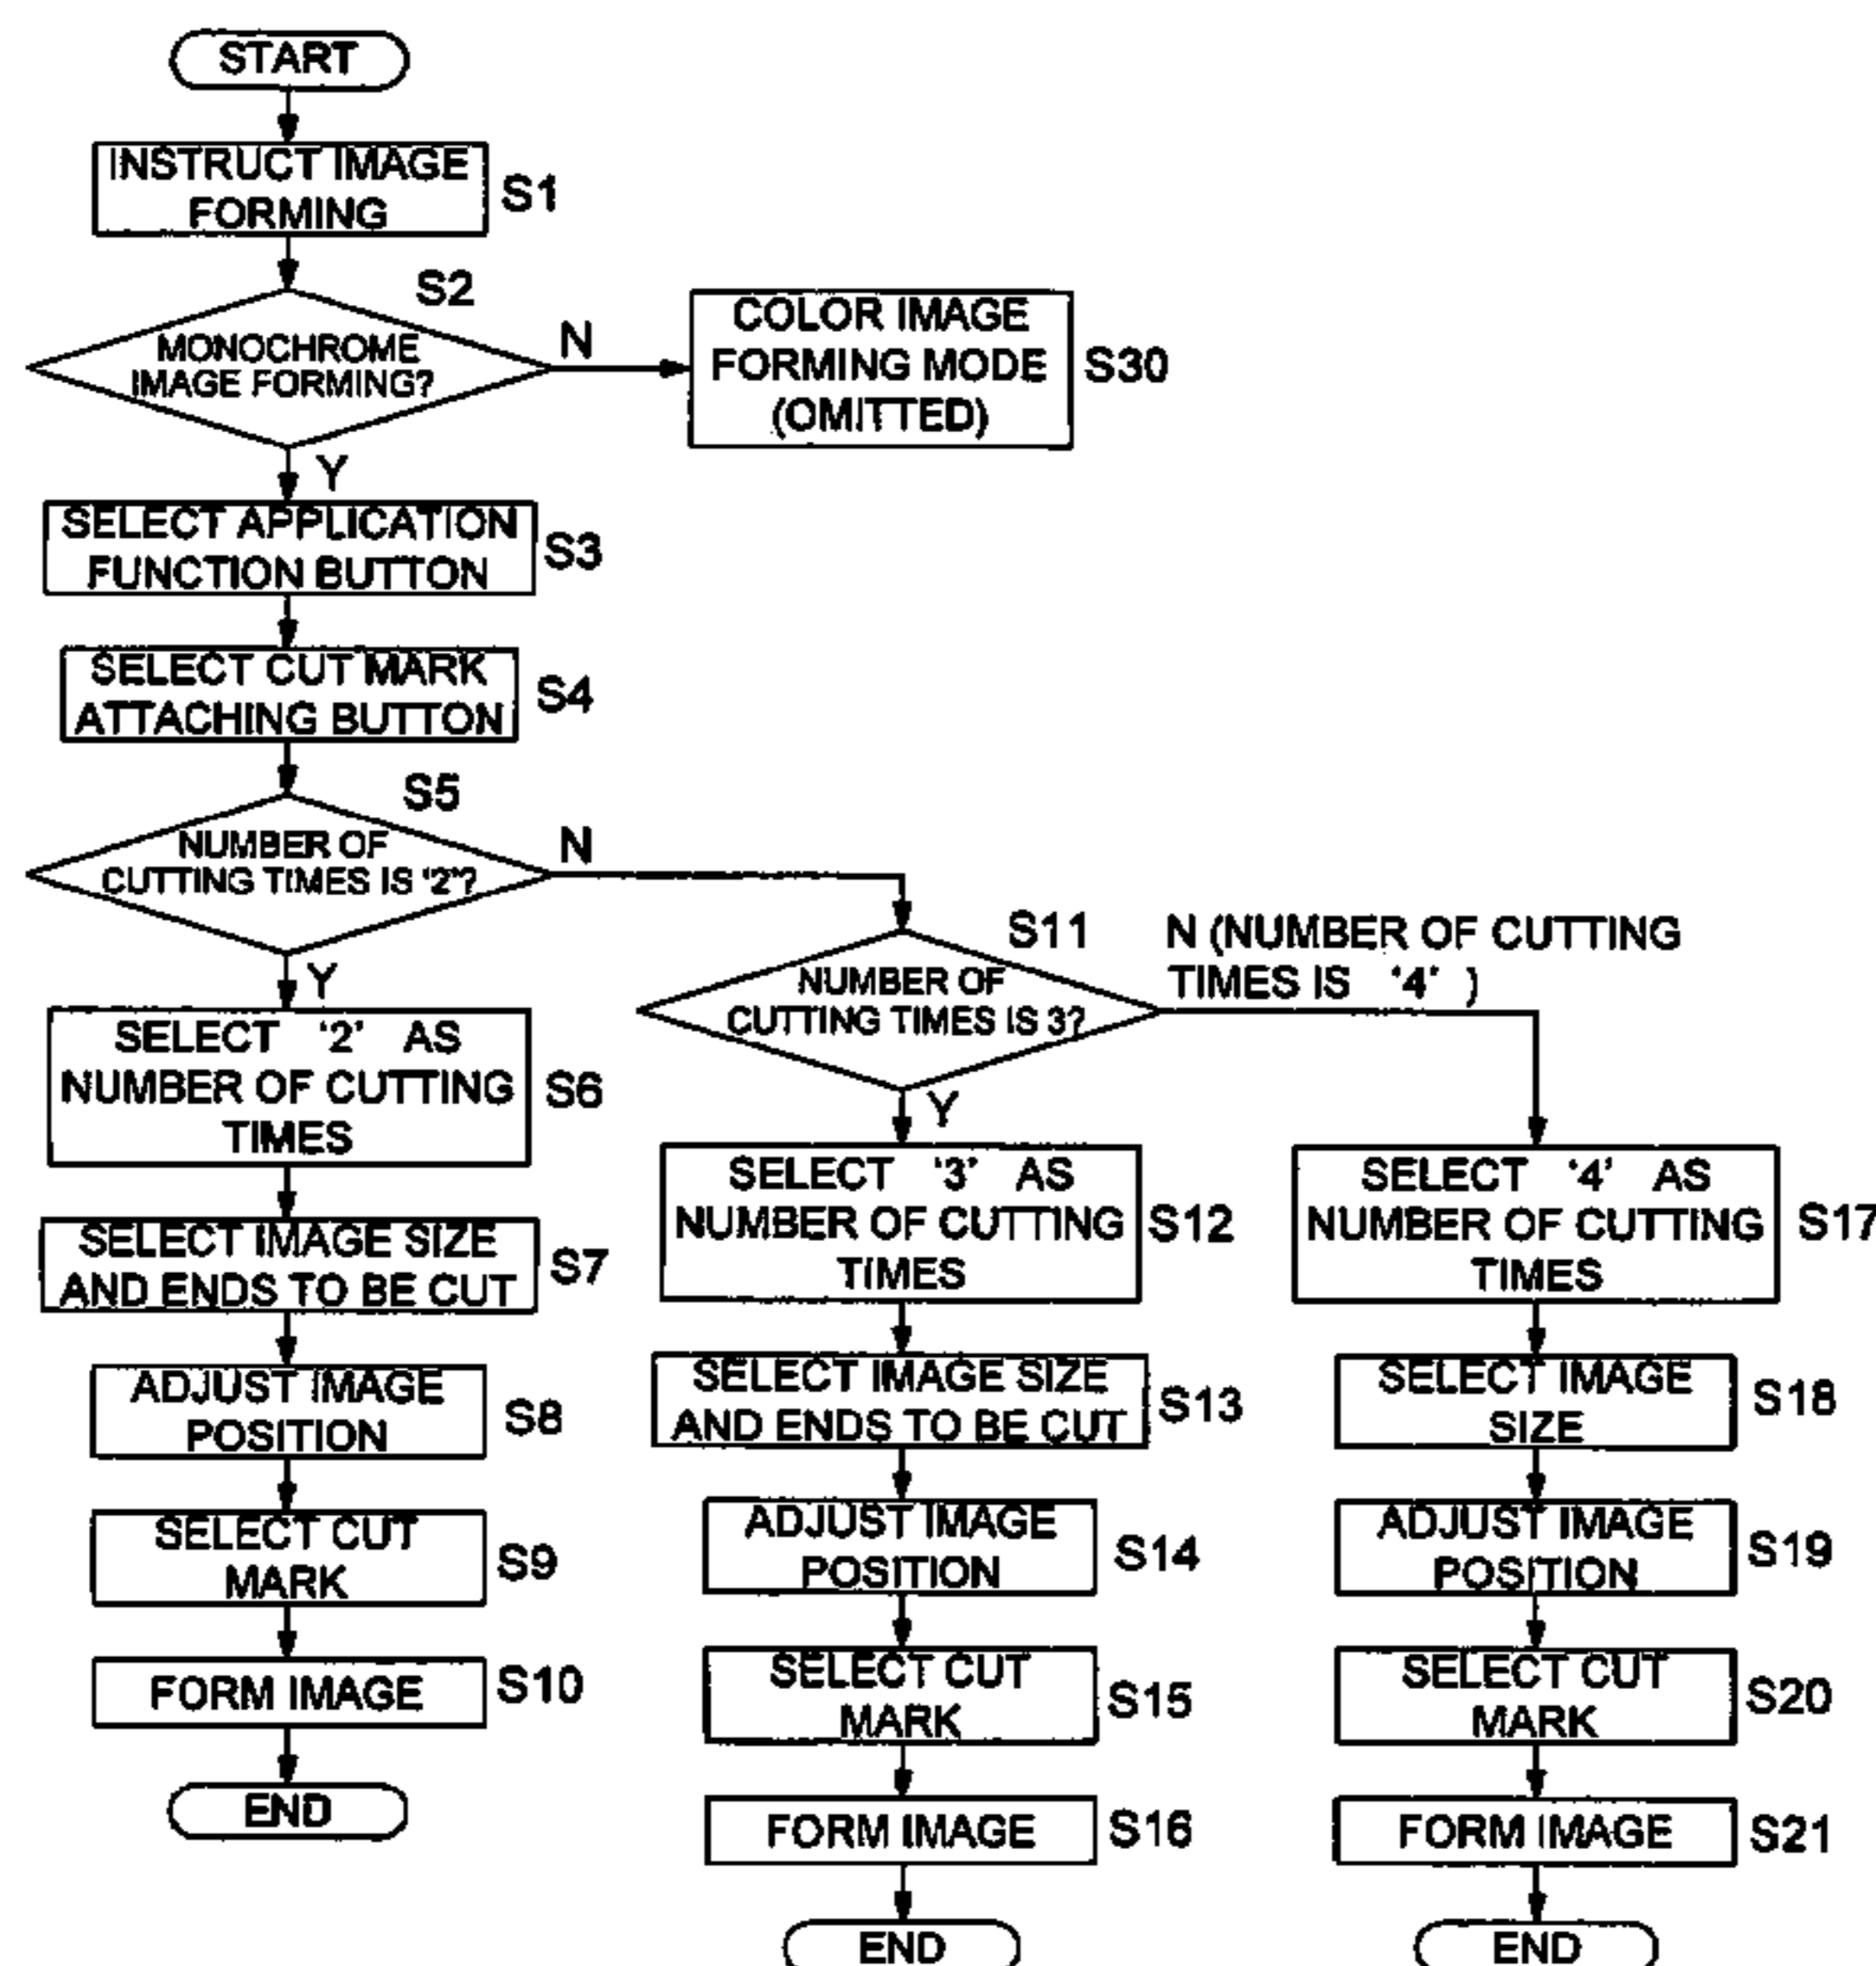 START
INSTRUCT IMAGE
FORMING
S1
S2
MONOCHROME
IMAGE FORMING?
N
COLOR IMAGE
FORMING MODE
(OMITTED)
S30
Y
SELECT APPLICATION
FUNCTION BUTTON
S3
SELECT CUT MARK
ATTACHING BUTTON
S4
S5
NUMBER OF
CUTTING TIMES IS '2'?
N
Y
SELECT '2' AS
NUMBER OF CUTTING
TIMES
S6
SELECT IMAGE SIZE
AND ENDS TO BE CUT
S7
ADJUST IMAGE
POSITION
S8
SELECT CUT
MARK
S9
FORM IMAGE
S10
END
S11
NUMBER OF
CUTTING TIMES IS 3?
N (NUMBER OF CUTTING
TIMES IS '4' )
Y
SELECT '3' AS
NUMBER OF CUTTING
TIMES
S12
SELECT IMAGE SIZE
AND ENDS TO BE CUT
S13
ADJUST IMAGE
POSITION
S14
SELECT CUT
MARK
S15
FORM IMAGE
S16
END
SELECT '4' AS
NUMBER OF CUTTING
TIMES
S17
SELECT IMAGE
SIZE
S18
ADJUST IMAGE
POSITION
S19
SELECT CUT
MARK
S20
FORM IMAGE
S21
END